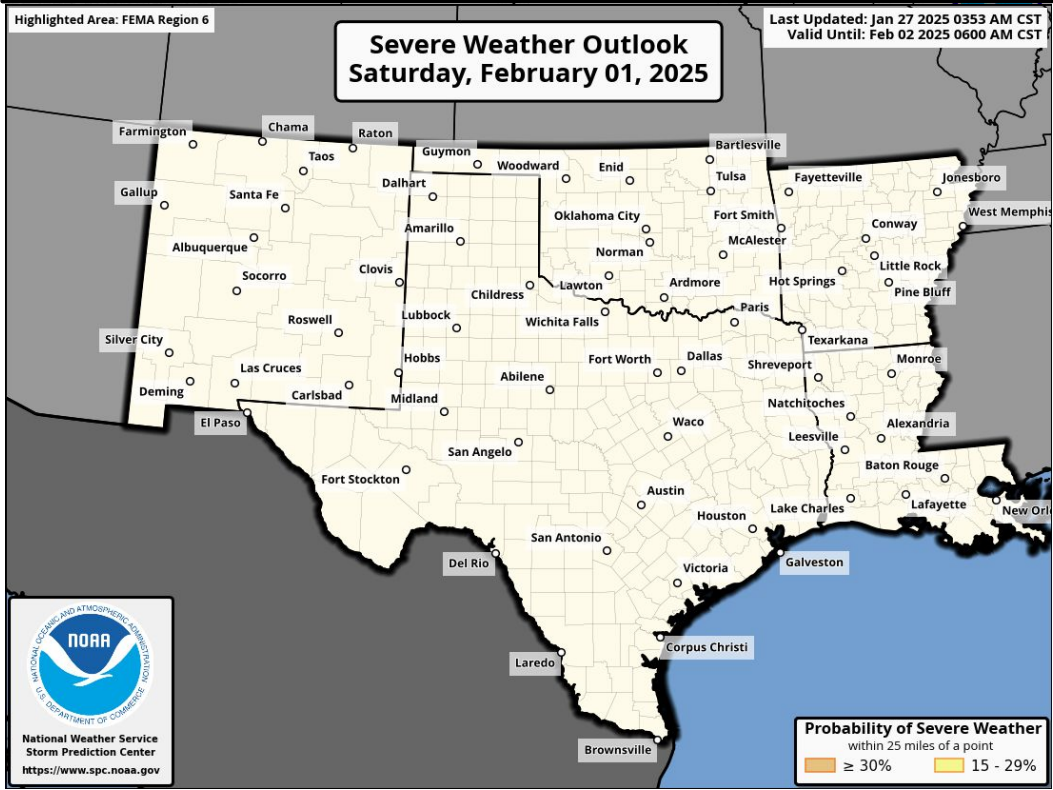 Highlighted Area: FEMA Region 6
Severe Weather Outlook
Saturday, February 01, 2025
Last Updated: Jan 27 2025 0353 AM CST
Valid Until: Feb 02 2025 0600 AM CST
Farmington
Chama
Raton
Taos
Guymon
Woodward
Enid
Bartlesville
Tulsa
Fayetteville
Jonesboro
Gallup
Santa Fe
Dalhart
Oklahoma City
Fort Smith
West Memphis
Albuquerque
Amarillo
Norman
McAlester
Conway
Socorro
Clovis
Childress
Lawton
Ardmore
Hot Springs
Little Rock
Pine Bluff
Roswell
Lubbock
Wichita Falls
Paris
Texarkana
Silver City
Las Cruces
Hobbs
Fort Worth
Dallas
Shreveport
Monroe
Deming
Carlsbad
Midland
Abilene
Natchitoches
El Paso
Waco
Leesville
Alexandria
San Angelo
Fort Stockton
Baton Rouge
Austin
Houston
Lake Charles
Lafayette
New Orl
San Antonio
Del Rio
Victoria
Galveston
Laredo
Corpus Christi
Brownsville
NATIONAL OCEANIC AND ATMOSPHERIC ADMINISTRATION
NOAA
U.S. DEPARTMENT OF COMMERCE
National Weather Service
Storm Prediction Center
https://www.spc.noaa.gov
Probability of Severe Weather
within 25 miles of a point
≥ 30%
15 - 29%